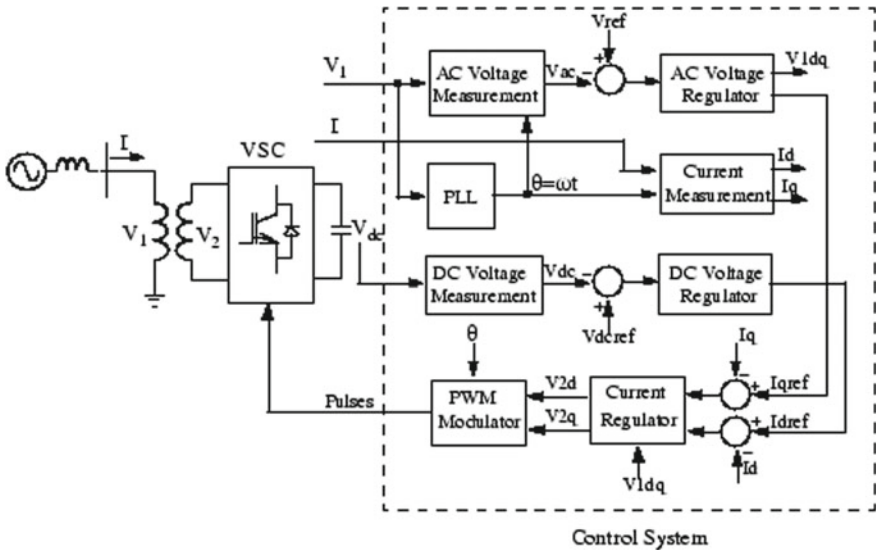 Vref
V1
AC Voltage
Measurement
Vac
−
+
AC Voltage
Regulator
V1dq
I
I
VSC
PLL
θ=ωt
Current
Measurement
Id
Iq
V1
V2
Vdc
DC Voltage
Measurement
Vdc
−
+
Vdcref
DC Voltage
Regulator
θ
Iq
Pulses
PWM
Modulator
V2d
V2q
Current
Regulator
−
+
Iqref
+
Idref
−
Id
V1dq
Control System